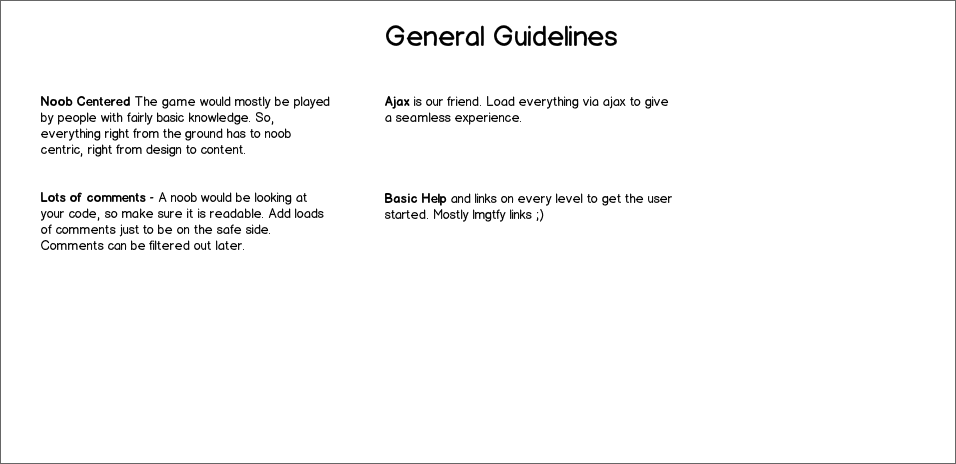 General Guidelines
Noob Centered The game would mostly be played
by people with fairly basic knowledge. So,
everything right from the ground has to noob
centric, right from design to content.
Ajax is our friend. Load everything via ajax to give
a seamless experience.
Lots of comments - A noob would be looking at
your code, so make sure it is readable. Add loads
of comments just to be on the safe side.
Comments can be filtered out later.
Basic Help and links on every level to get the user
started. Mostly lmgtfy links ;)